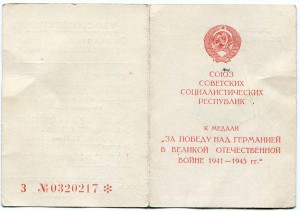 СОЮЗ
СОВЕТСКИХ
СОЦИАЛИСТИЧЕСКИХ
РЕСПУБЛИК
К МЕДАЛИ
"ЗА ПОБЕДУ НАД ГЕРМАНИЕЙ
В ВЕЛИКОЙ ОТЕЧЕСТВЕННОЙ
ВОЙНЕ 1941—1945 гг."
З №0320217 *